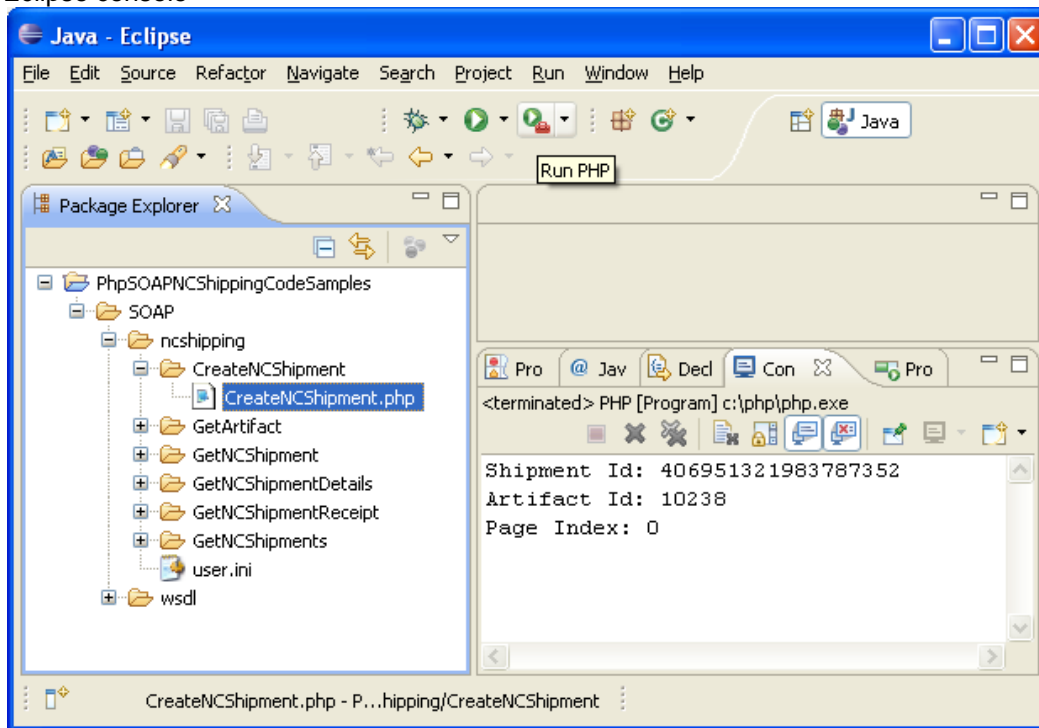 Eclipse console
Java - Eclipse
File Edit Source Refactor Navigate Search Project Run Window Help
Java
Run PHP
Package Explorer
PhpSOAPNCShippingCodeSamples
SOAP
ncshipping
CreateNCShipment
CreateNCShipment.php
GetArtifact
GetNCShipment
GetNCShipmentDetails
GetNCShipmentReceipt
GetNCShipments
user.ini
wsdl
Pro @ Jav Decl Con Pro
<terminated> PHP [Program] c:\php\php.exe
Shipment Id: 406951321983787352
Artifact Id: 10238
Page Index: 0
CreateNCShipment.php - P...hipping/CreateNCShipment